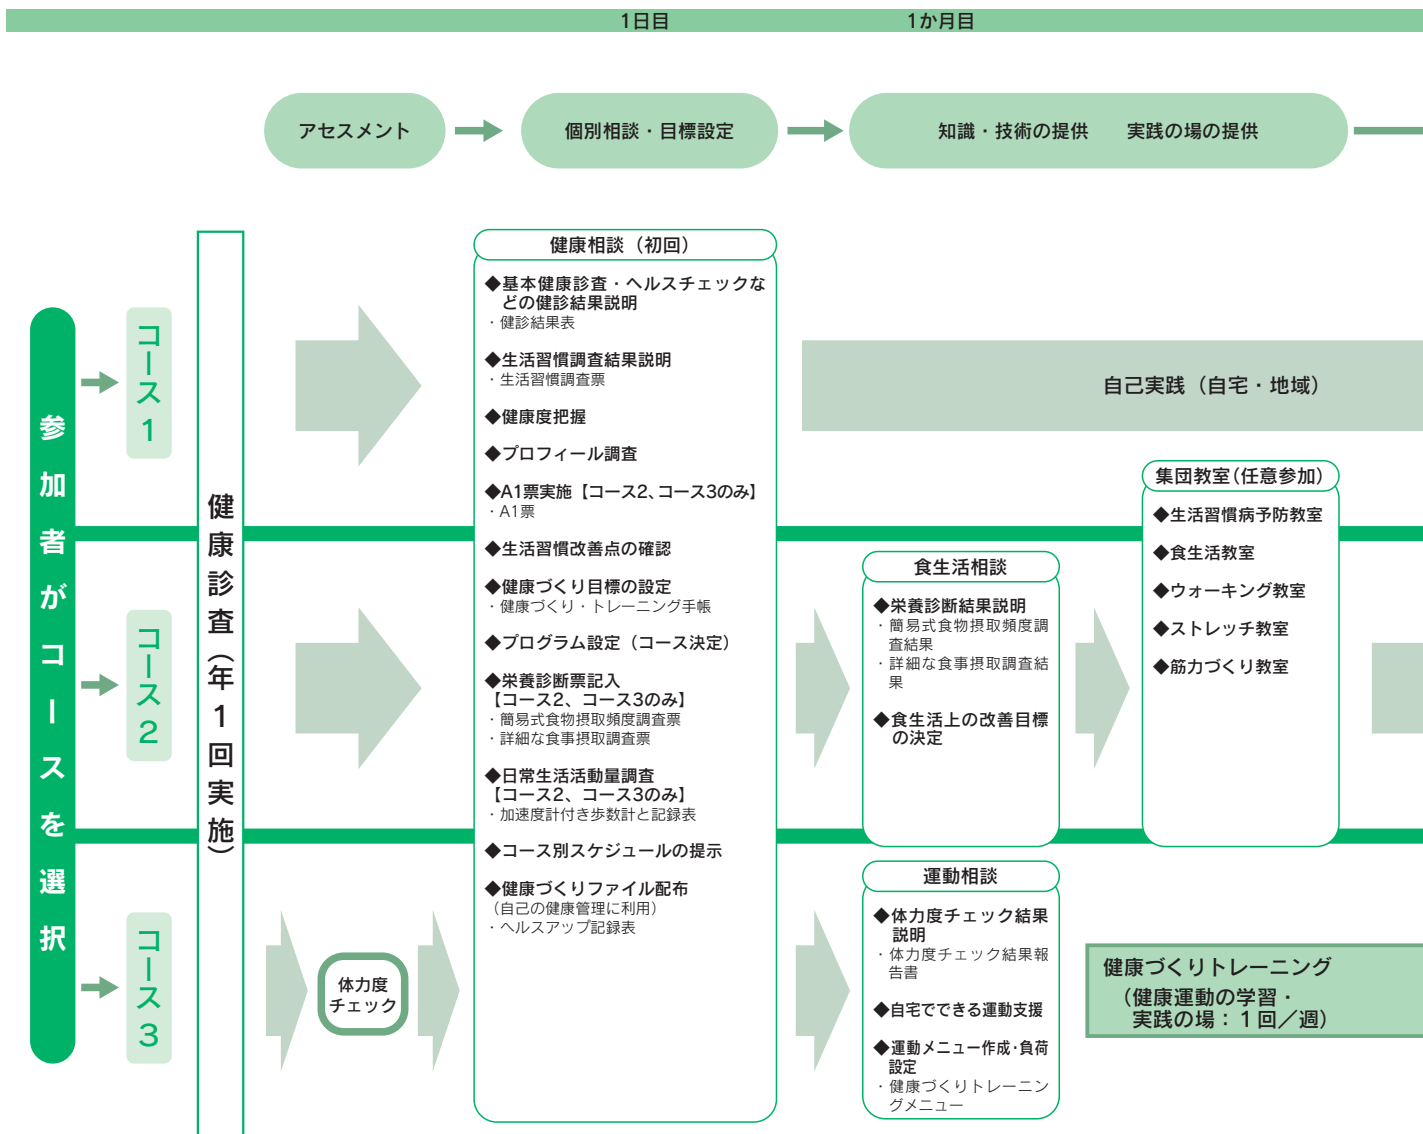 1日目
1か月目
アセスメント
個別相談・目標設定
知識・技術の提供　実践の場の提供
参加者がコースを選択
コース1
コース2
コース3
健康診査（年1回実施）
体力度
チェック
健康相談（初回）
◆基本健康診査・ヘルスチェックな
どの健診結果説明
・健診結果表
◆生活習慣調査結果説明
・生活習慣調査票
◆健康度把握
◆プロフィール調査
◆A1票実施【コース2、コース3のみ】
・A1票
◆生活習慣改善点の確認
◆健康づくり目標の設定
・健康づくり・トレーニング手帳
◆プログラム設定（コース決定）
◆栄養診断票記入
【コース2、コース3のみ】
・簡易式食物摂取頻度調査票
・詳細な食事摂取調査票
◆日常生活活動量調査
【コース2、コース3のみ】
・加速度計付き歩数計と記録表
◆コース別スケジュールの提示
◆健康づくりファイル配布
（自己の健康管理に利用）
・ヘルスアップ記録表
自己実践（自宅・地域）
食生活相談
◆栄養診断結果説明
・簡易式食物摂取頻度調
査結果
・詳細な食事摂取調査結
果
◆食生活上の改善目標
の決定
集団教室（任意参加）
◆生活習慣病予防教室
◆食生活教室
◆ウォーキング教室
◆ストレッチ教室
◆筋力づくり教室
運動相談
◆体力度チェック結果
説明
・体力度チェック結果報
告書
◆自宅でできる運動支援
◆運動メニュー作成・負荷
設定
・健康づくりトレーニン
グメニュー
健康づくりトレーニング
（健康運動の学習・
実践の場：1回／週）